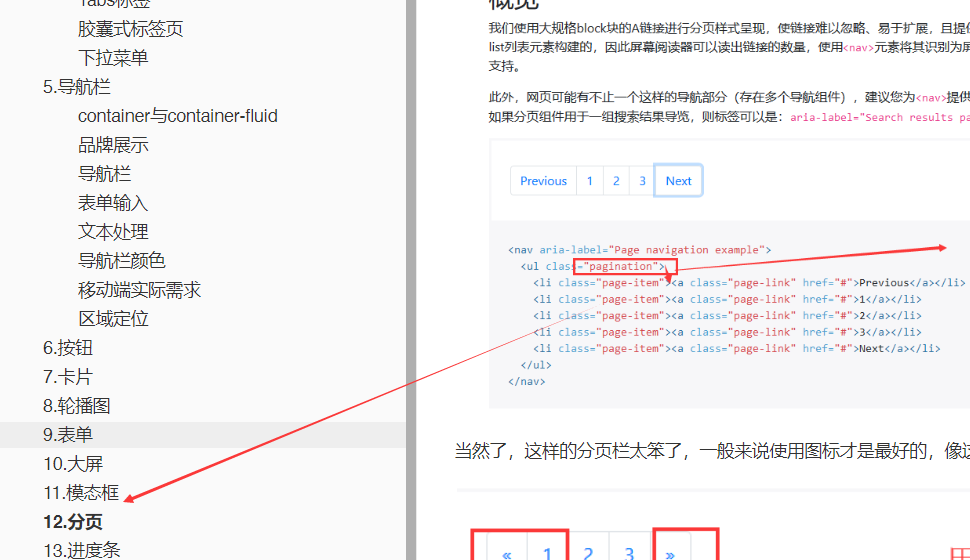 Tabs标签
胶囊式标签页
下拉菜单
5.导航栏
container与container-fluid
品牌展示
导航栏
表单输入
文本处理
导航栏颜色
移动端实际需求
区域定位
6.按钮
7.卡片
8.轮播图
9.表单
10.大屏
11.模态框
12.分页
13.进度条
概览
我们使用大规格block块的A链接进行分页样式呈现，使链接难以忽略、易于扩展，且提
list列表元素构建的，因此屏幕阅读器可以读出链接的数量，使用<nav>元素将其识别为
支持。
此外，网页可能有不止一个这样的导航部分（存在多个导航组件），建议您为<nav>提
如果分页组件用于一组搜索结果导览，则标签可以是：aria-label="Search results pa
Previous 1 2 3 Next
<nav aria-label="Page navigation example">
<ul class="pagination">
<li class="page-item"><a class="page-link" href="#">Previous</a></li>
<li class="page-item"><a class="page-link" href="#">1</a></li>
<li class="page-item"><a class="page-link" href="#">2</a></li>
<li class="page-item"><a class="page-link" href="#">3</a></li>
<li class="page-item"><a class="page-link" href="#">Next</a></li>
</ul>
</nav>
当然了，这样的分页栏太笨了，一般来说使用图标才是最好的，像
« 1 2 3 »